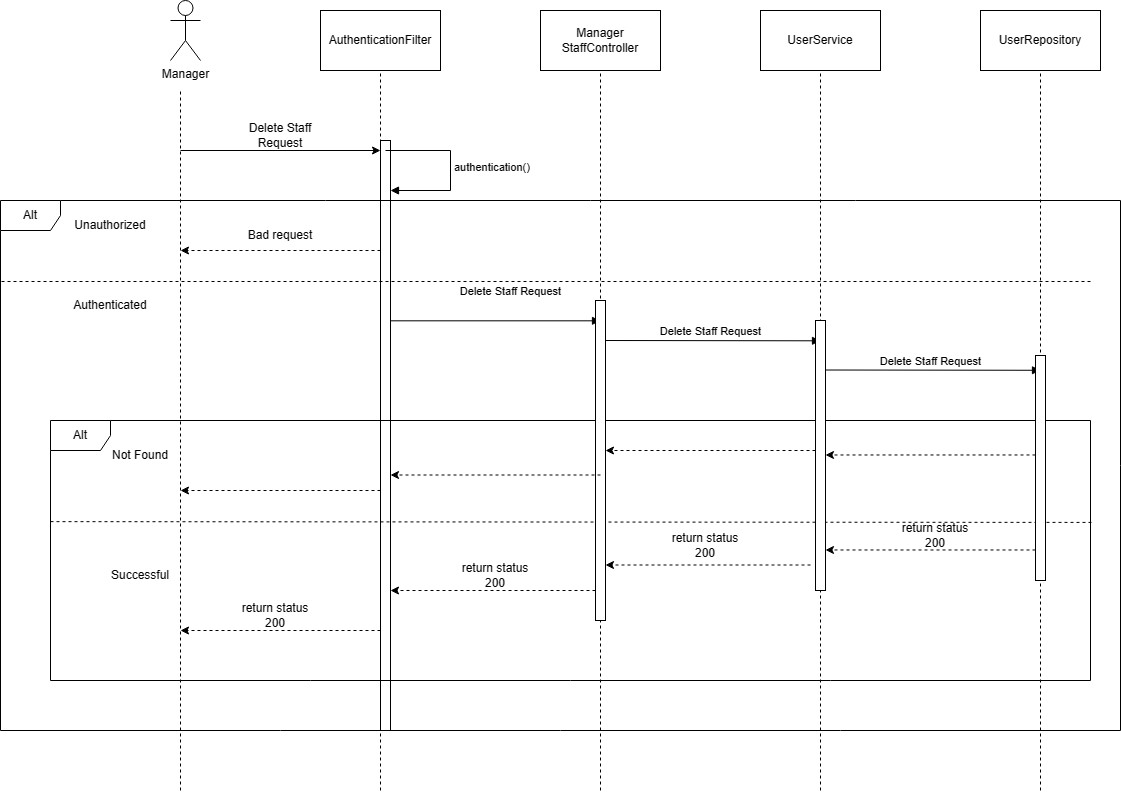 Manager
AuthenticationFilter
Manager
StaffController
UserService
UserRepository
Delete Staff
Request
authentication()
Alt
Unauthorized
Bad request
Authenticated
Delete Staff Request
Delete Staff Request
Delete Staff Request
Alt
Not Found
return status
200
return status
200
return status
200
Successful
return status
200